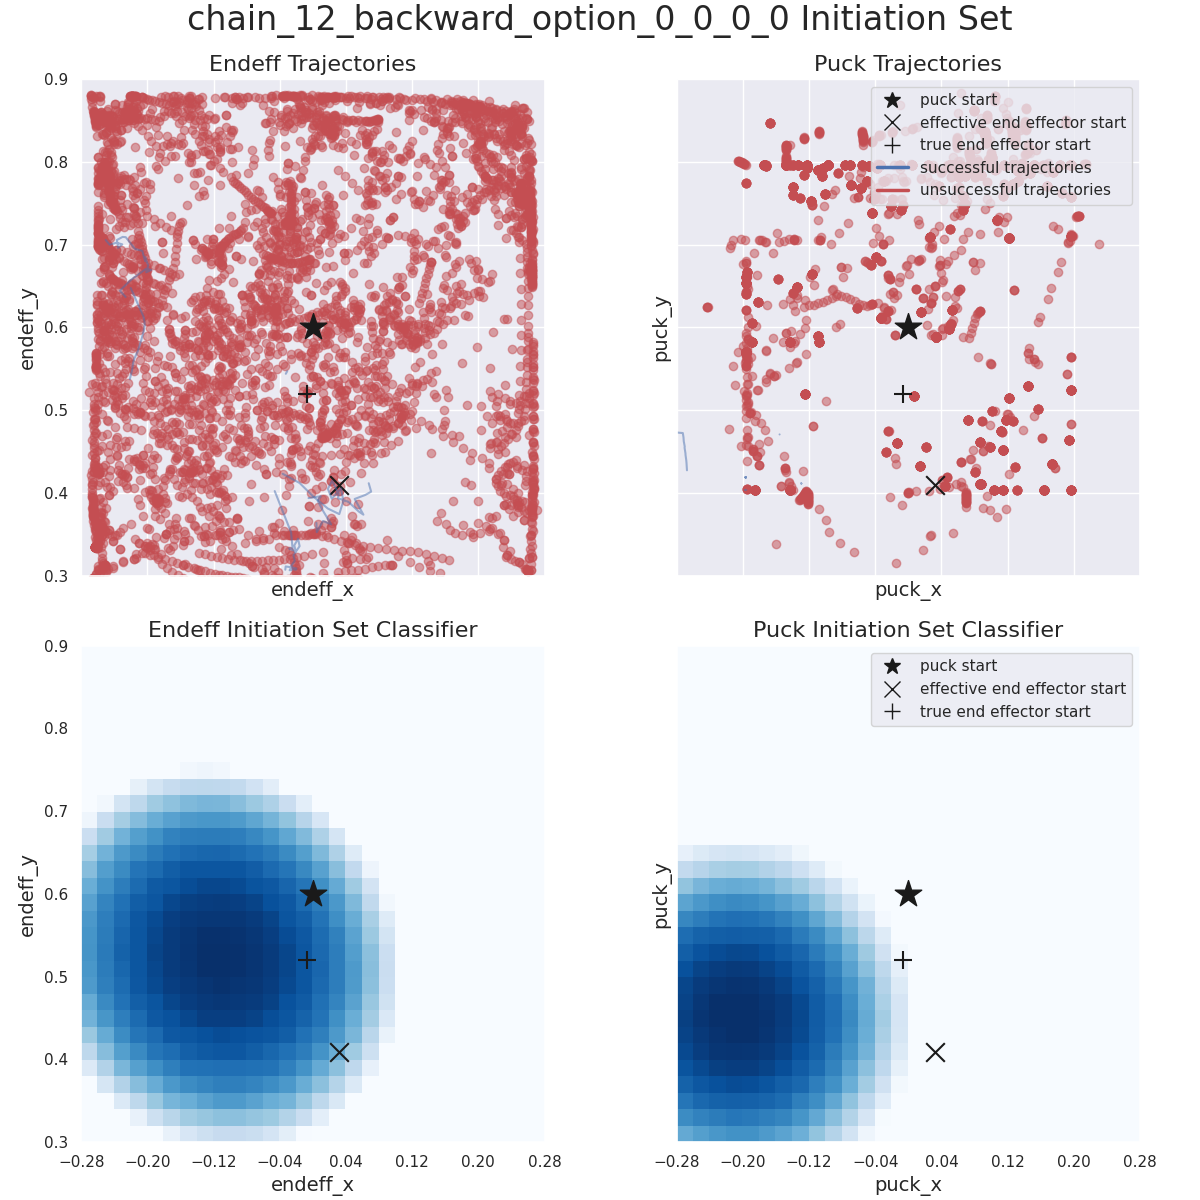 chain_12_backward_option_0_0_0_0 Initiation Set
Endeff Trajectories
0.9
0.8
0.7
0.6
0.5
0.4
0.3
endeff_y
endeff_x
Puck Trajectories
puck start
effective end effector start
true end effector start
successful trajectories
unsuccessful trajectories
puck_y
puck_x
Endeff Initiation Set Classifier
0.9
0.8
0.7
0.6
0.5
0.4
0.3
endeff_y
−0.28 −0.20 −0.12 −0.04 0.04 0.12 0.20 0.28
endeff_x
Puck Initiation Set Classifier
puck start
effective end effector start
true end effector start
puck_y
−0.28 −0.20 −0.12 −0.04 0.04 0.12 0.20 0.28
puck_x